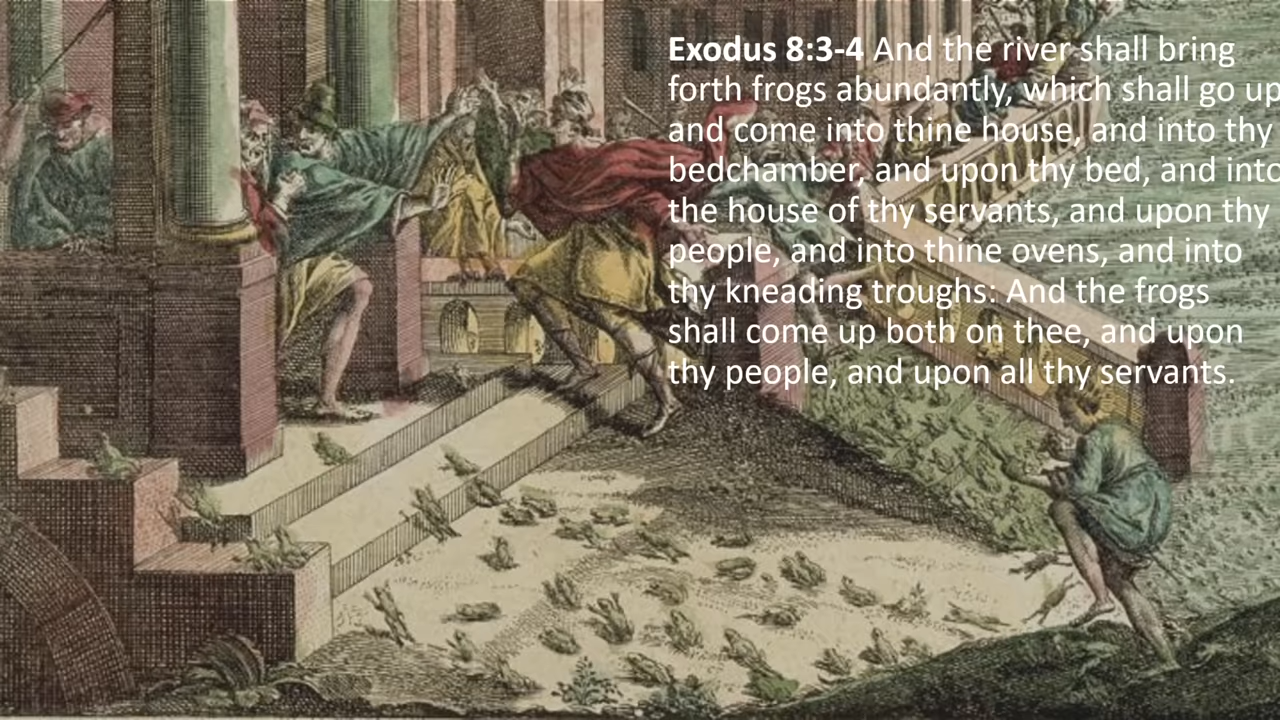 Exodus 8:3-4 And the river shall bring
forth frogs abundantly, which shall go up
and come into thine house, and into thy
bedchamber, and upon thy bed, and into
the house of thy servants, and upon thy
people, and into thine ovens, and into
thy kneading troughs: And the frogs
shall come up both on thee, and upon
thy people, and upon all thy servants.